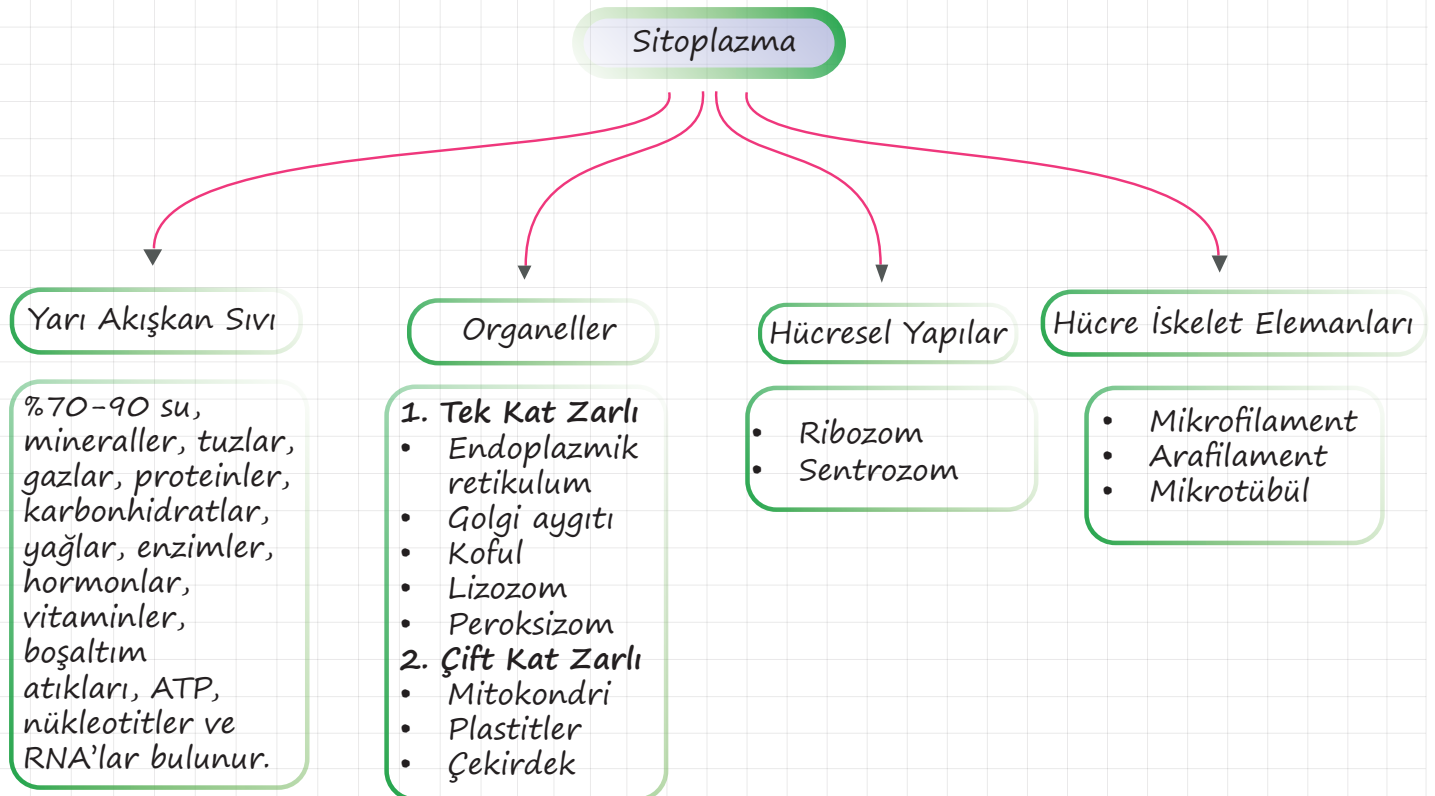 Sitoplazma
Yarı Akışkan Sıvı
%70-90 su,
mineraller, tuzlar,
gazlar, proteinler,
karbonhidratlar,
yağlar, enzimler,
hormonlar,
vitaminler,
boşaltım
atıkları, ATP,
nükleotitler ve
RNA'lar bulunur.
Organeller
1. Tek Kat Zarlı
• Endoplazmik
retikulum
• Golgi aygıtı
• Koful
• Lizozom
• Peroksizom
2. Çift Kat Zarlı
• Mitokondri
• Plastitler
• Çekirdek
Hücresel Yapılar
• Ribozom
• Sentrozom
Hücre İskelet Elemanları
• Mikrofilament
• Arafilament
• Mikrotübül